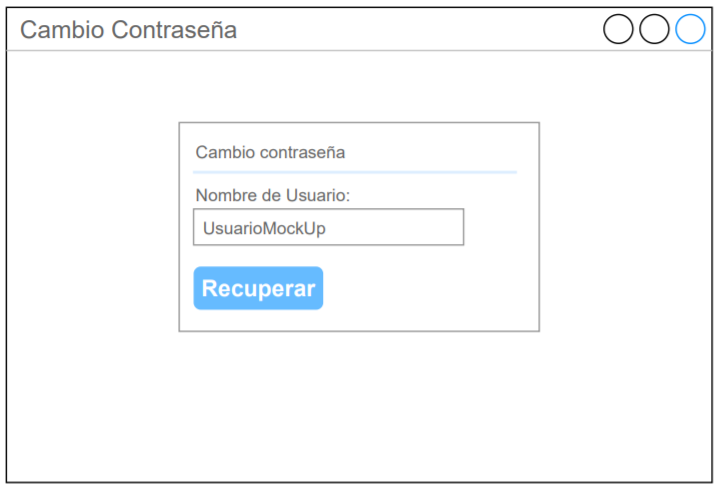 Cambio Contraseña
Cambio contraseña
Nombre de Usuario:
UsuarioMockUp
Recuperar